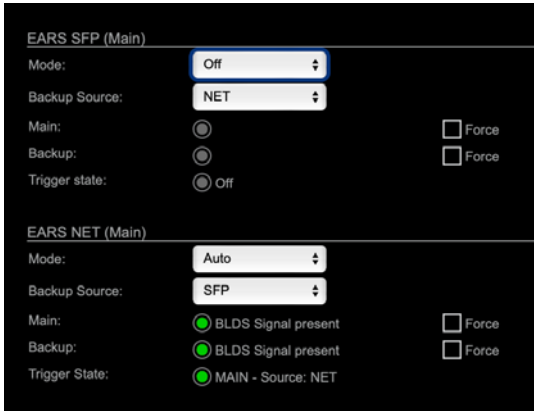 EARS SFP (Main)
Mode: Off
Backup Source: NET
Main: Force
Backup: Force
Trigger state: Off
EARS NET (Main)
Mode: Auto
Backup Source: SFP
Main: BLDS Signal present Force
Backup: BLDS Signal present Force
Trigger State: MAIN - Source: NET